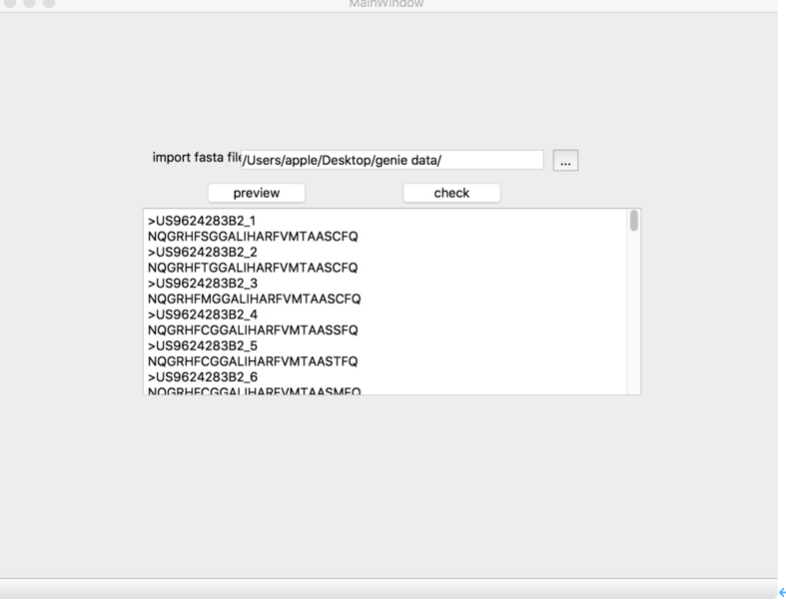 MainWindow
import fasta file /Users/apple/Desktop/genie data/ ...
preview check
>US9624283B2_1
NQGRHFSGGALIHARFVMTAASCFQ
>US9624283B2_2
NQGRHFTGGALIHARFVMTAASCFQ
>US9624283B2_3
NQGRHFMGGALIHARFVMTAASCFQ
>US9624283B2_4
NQGRHFCGGALIHARFVMTAASSFQ
>US9624283B2_5
NQGRHFCGGALIHARFVMTAASTFQ
>US9624283B2_6
NQGRHFCGGALIHARFVMTAASMFQ